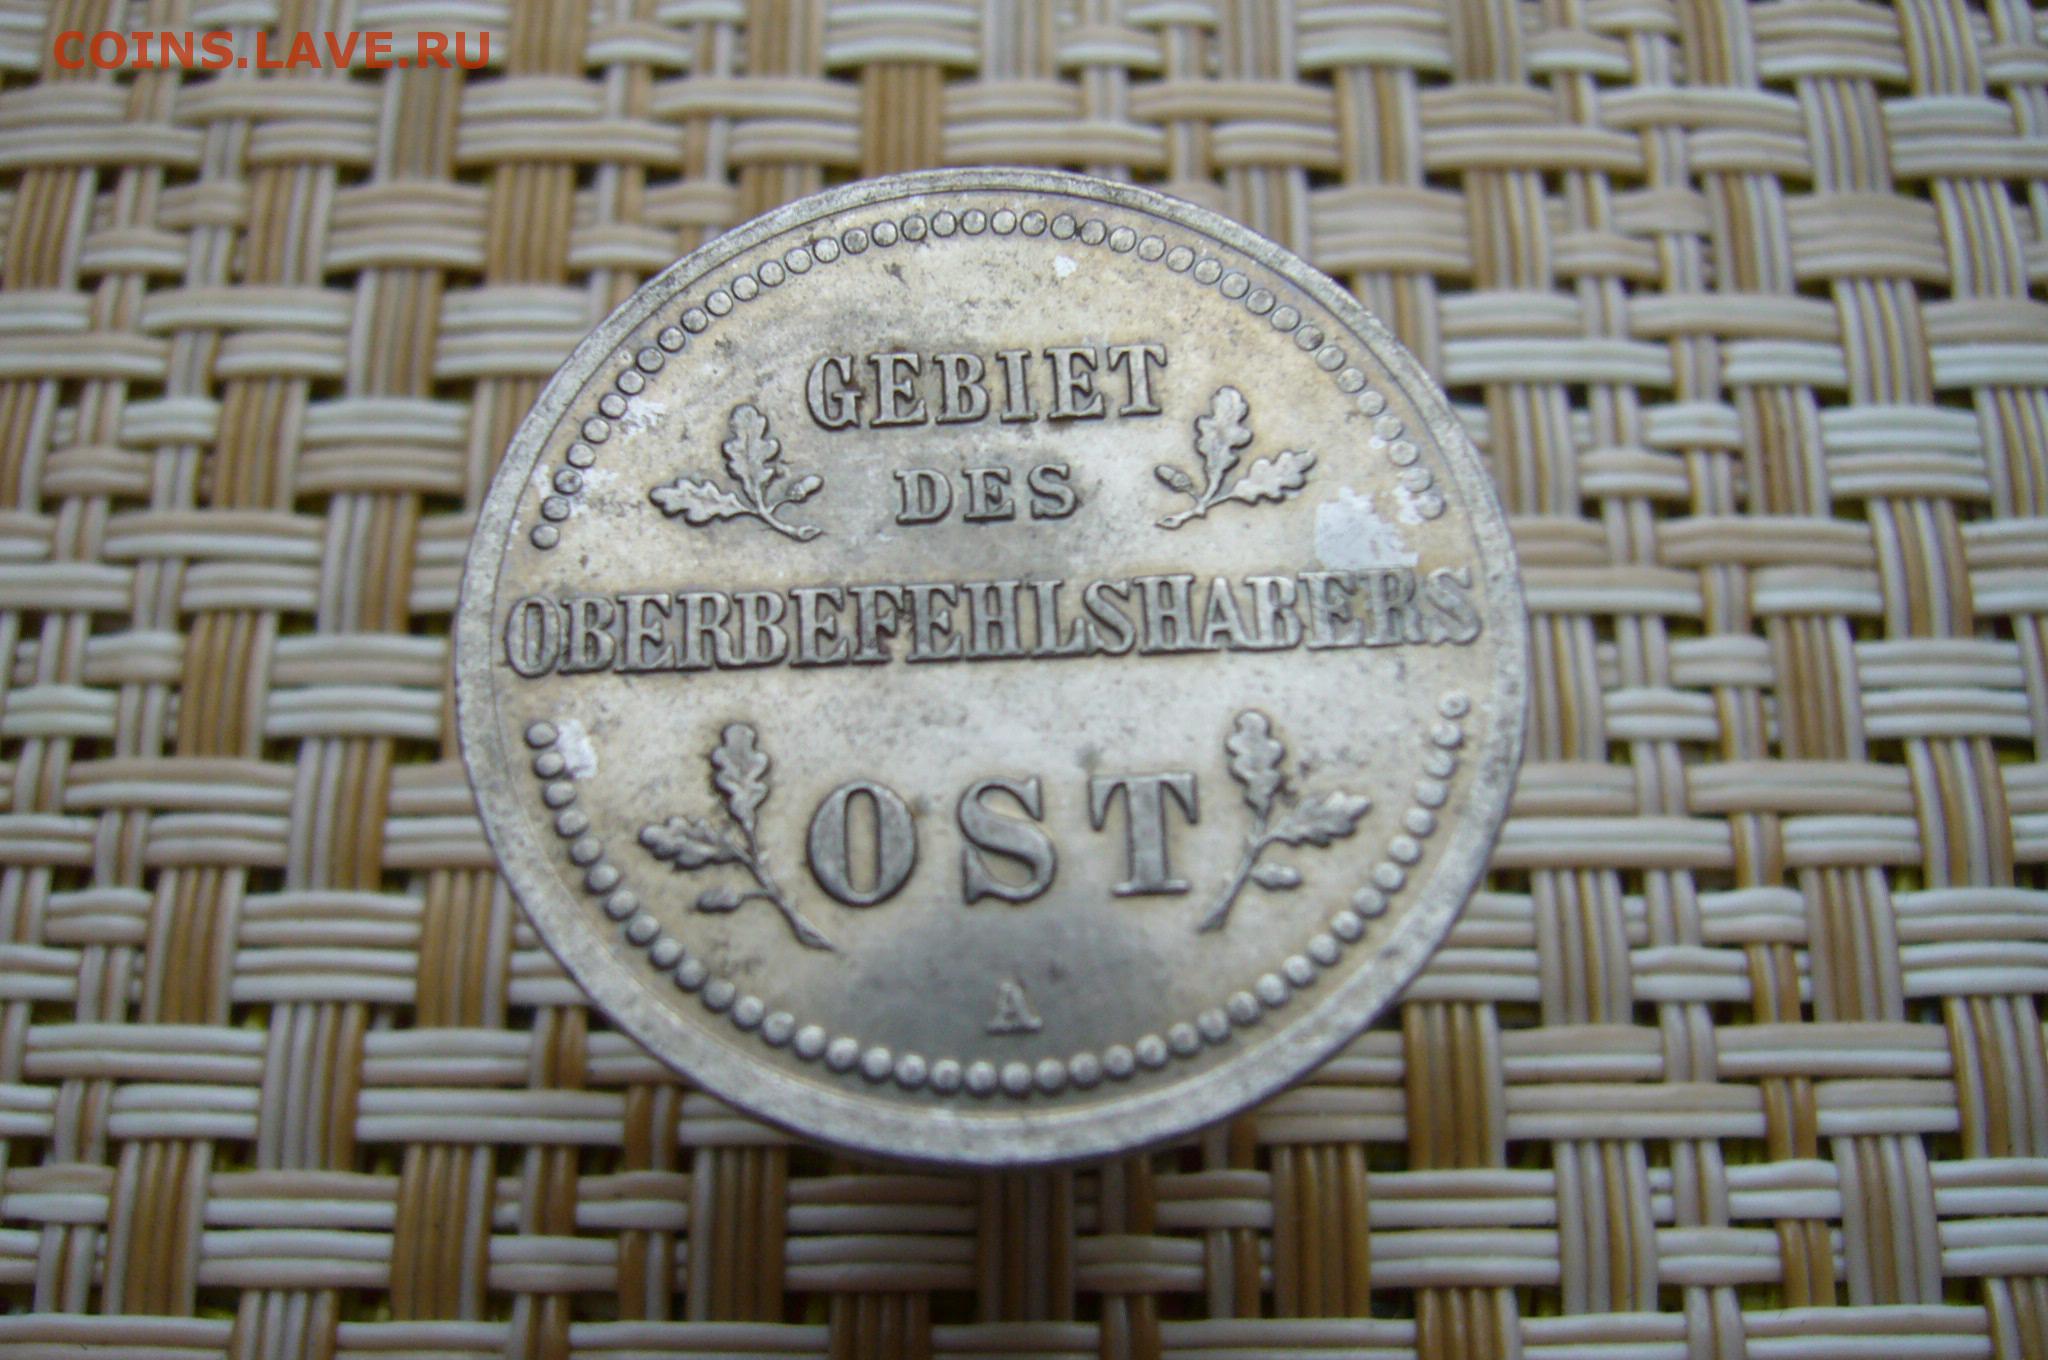 COINS.LAVE.RU
GEBIET
DES
OBERBEFEHLSHABERS
OST
A